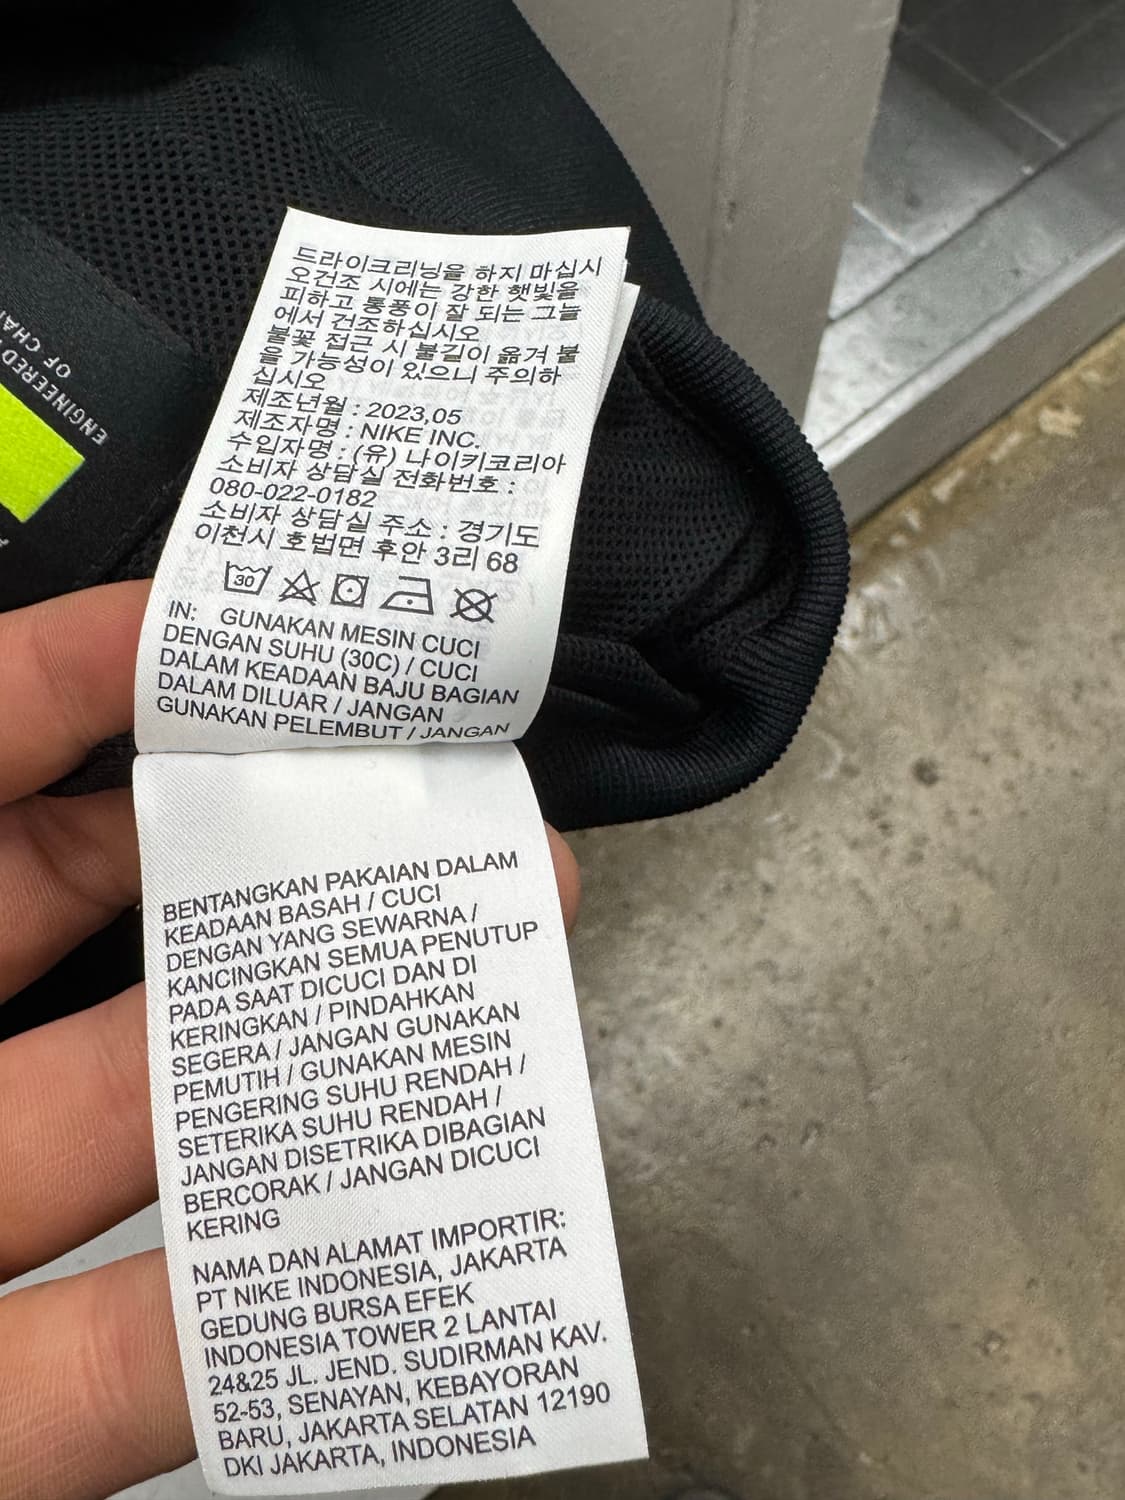 ENGINEERED
OF CHA
드라이크리닝을 하지 마십시
오건조 시에는 강한 햇빛을
피하고 통풍이 잘 되는 그늘
에서 건조하십시오
불꽃 접근 시 불길이 옮겨 붙
을 가능성이 있으니 주의하
십시오
제조년월 : 2023,05
제조자명 : NIKE INC.
수입자명 : (유) 나이키코리아
소비자 상담실 전화번호 :
080-022-0182
소비자 상담실 주소 : 경기도
이천시 호법면 후안 3리 68
30
IN: GUNAKAN MESIN CUCI
DENGAN SUHU (30C) / CUCI
DALAM KEADAAN BAJU BAGIAN
DALAM DILUAR / JANGAN
GUNAKAN PELEMBUT / JANGAN
BENTANGKAN PAKAIAN DALAM
KEADAAN BASAH / CUCI
DENGAN YANG SEWARNA /
KANCINGKAN SEMUA PENUTUP
PADA SAAT DICUCI DAN DI
KERINGKAN / PINDAHKAN
SEGERA / JANGAN GUNAKAN
PEMUTIH / GUNAKAN MESIN
PENGERING SUHU RENDAH /
SETERIKA SUHU RENDAH /
JANGAN DISETRIKA DIBAGIAN
BERCORAK / JANGAN DICUCI
KERING
NAMA DAN ALAMAT IMPORTIR:
PT NIKE INDONESIA, JAKARTA
GEDUNG BURSA EFEK
INDONESIA TOWER 2 LANTAI
24&25 JL. JEND. SUDIRMAN KAV.
52-53, SENAYAN, KEBAYORAN
BARU, JAKARTA SELATAN 12190
DKI JAKARTA, INDONESIA